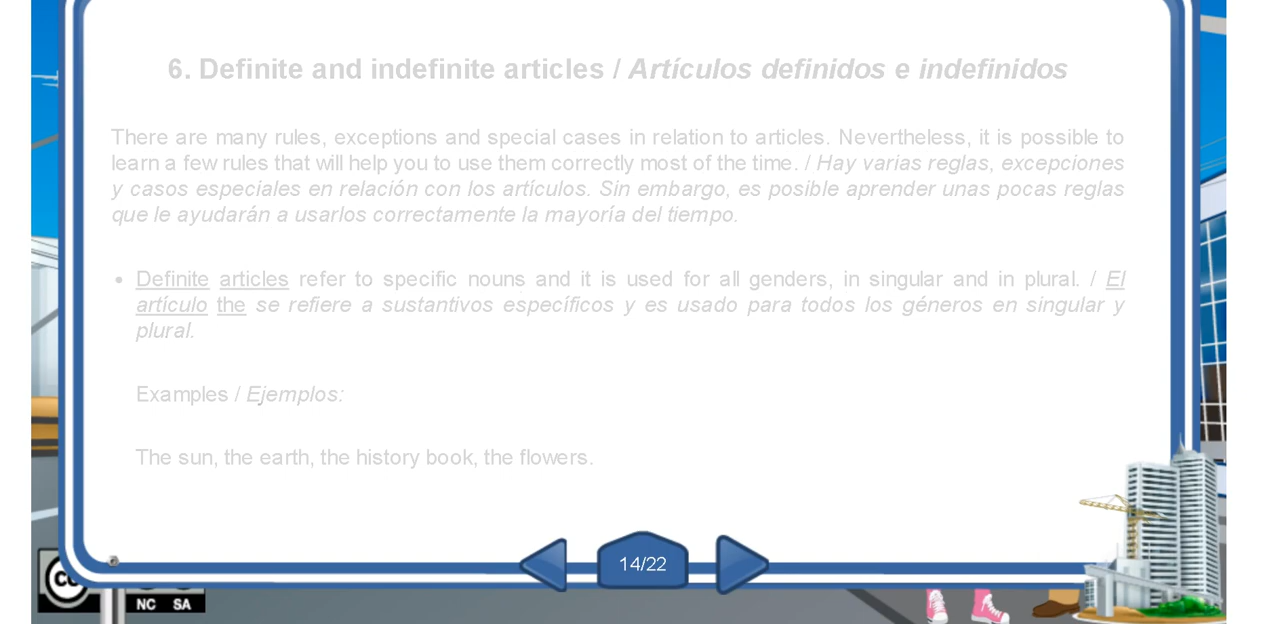 6. Definite and indefinite articles / Artículos definidos e indefinidos
There are many rules, exceptions and special cases in relation to articles. Nevertheless, it is possible to
learn a few rules that will help you to use them correctly most of the time. / Hay varias reglas, excepciones
y casos especiales en relación con los artículos. Sin embargo, es posible aprender unas pocas reglas
que le ayudarán a usarlos correctamente la mayoría del tiempo.
• Definite articles refer to specific nouns and it is used for all genders, in singular and in plural. / El
artículo the se refiere a sustantivos específicos y es usado para todos los géneros en singular y
plural.
Examples / Ejemplos:
The sun, the earth, the history book, the flowers.
14/22
cc
NC SA